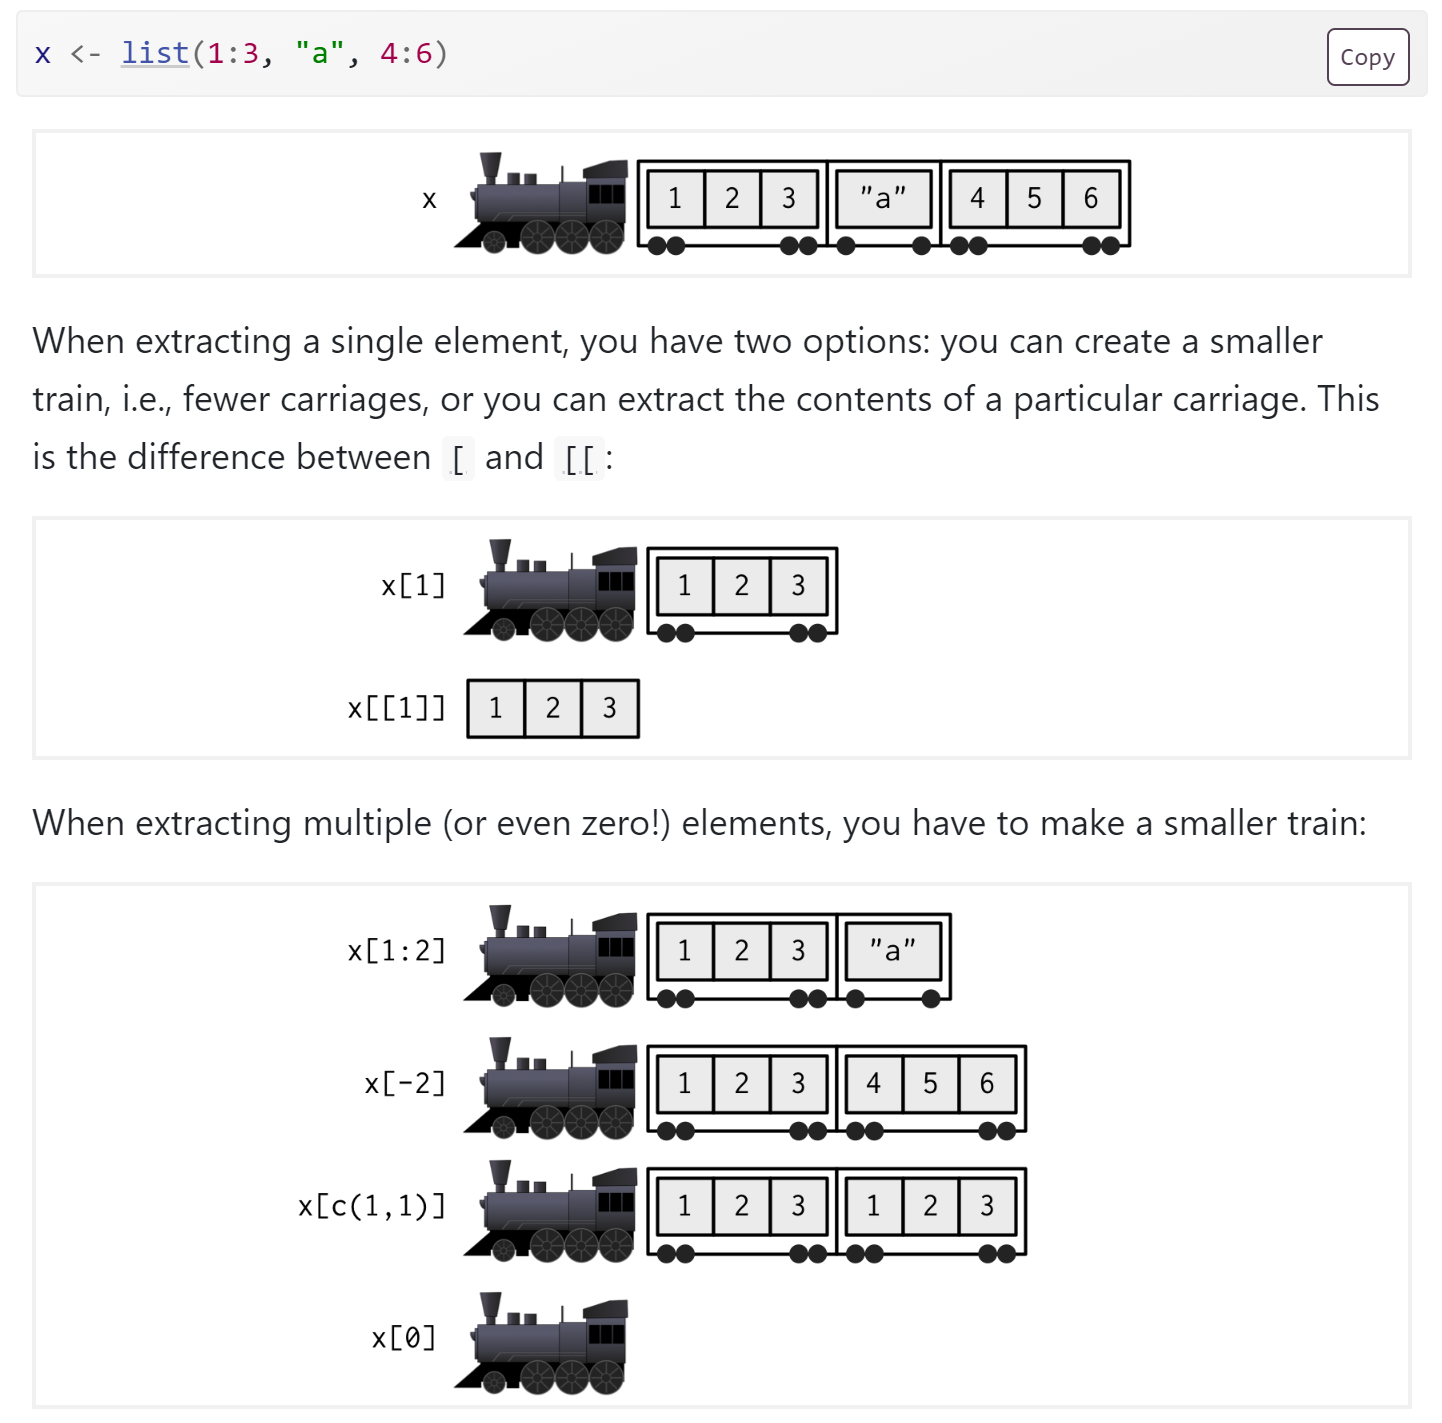 x <- list(1:3, "a", 4:6)
Copy
x 1 2 3 "a" 4 5 6
When extracting a single element, you have two options: you can create a smaller
train, i.e., fewer carriages, or you can extract the contents of a particular carriage. This
is the difference between [ and [[:
x[1] 1 2 3
x[[1]] 1 2 3
When extracting multiple (or even zero!) elements, you have to make a smaller train:
x[1:2] 1 2 3 "a"
x[-2] 1 2 3 4 5 6
x[c(1,1)] 1 2 3 1 2 3
x[0]